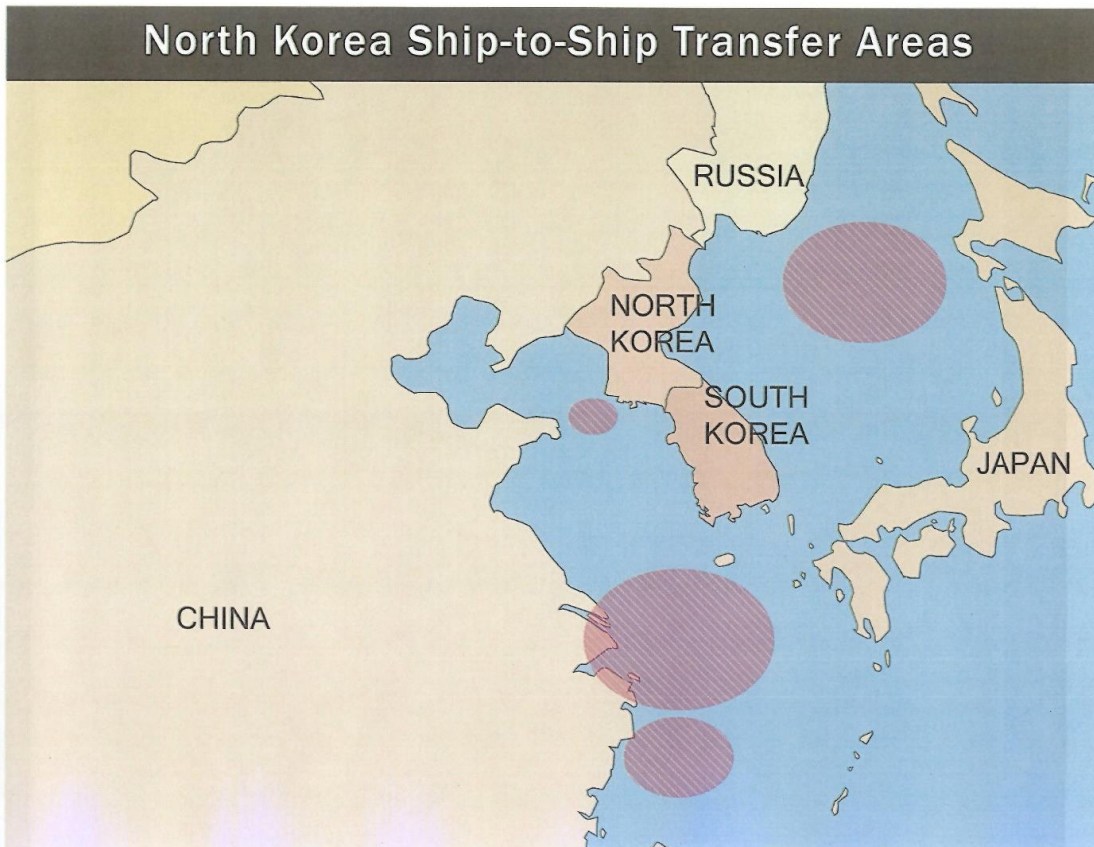 North Korea Ship-to-Ship Transfer Areas
RUSSIA
NORTH
KOREA
SOUTH
KOREA
JAPAN
CHINA